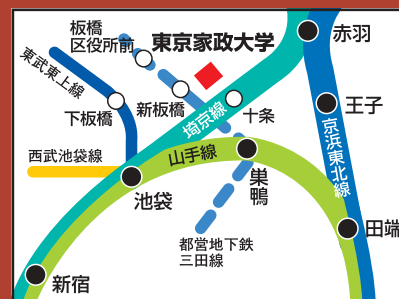 板橋
区役所前
東京家政大学
赤羽
東武東上線
新板橋
下板橋
埼京線
十条
王子
京浜東北線
西武池袋線
山手線
池袋
巣鴨
田端
都営地下鉄
三田線
新宿